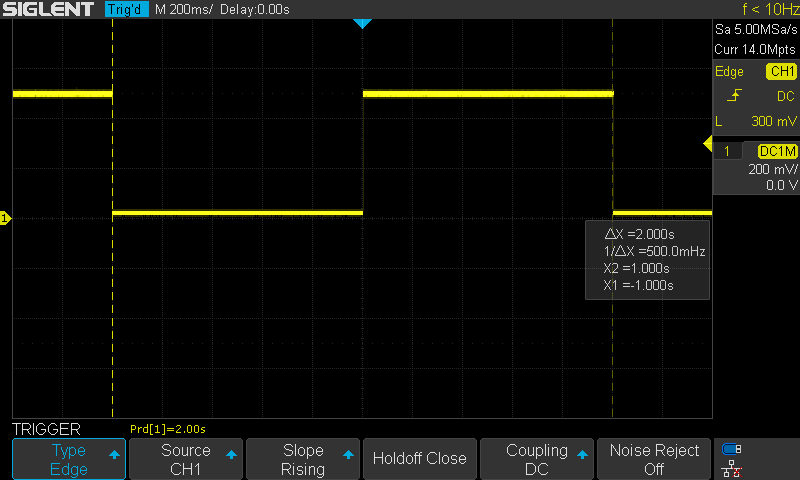 SIGLENT Trig'd M 200ms/ Delay:0.00s f < 10Hz
Sa 5.00MSa/s
Curr 14.0Mpts
Edge CH1
DC
L 300 mV
1 DC1M
200 mV/
0.0 V
1
△X =2.000s
1/△X =500.0mHz
X2 =1.000s
X1 =-1.000s
TRIGGER Prd[1]=2.00s
Type Edge
Source CH1
Slope Rising
Holdoff Close
Coupling DC
Noise Reject Off